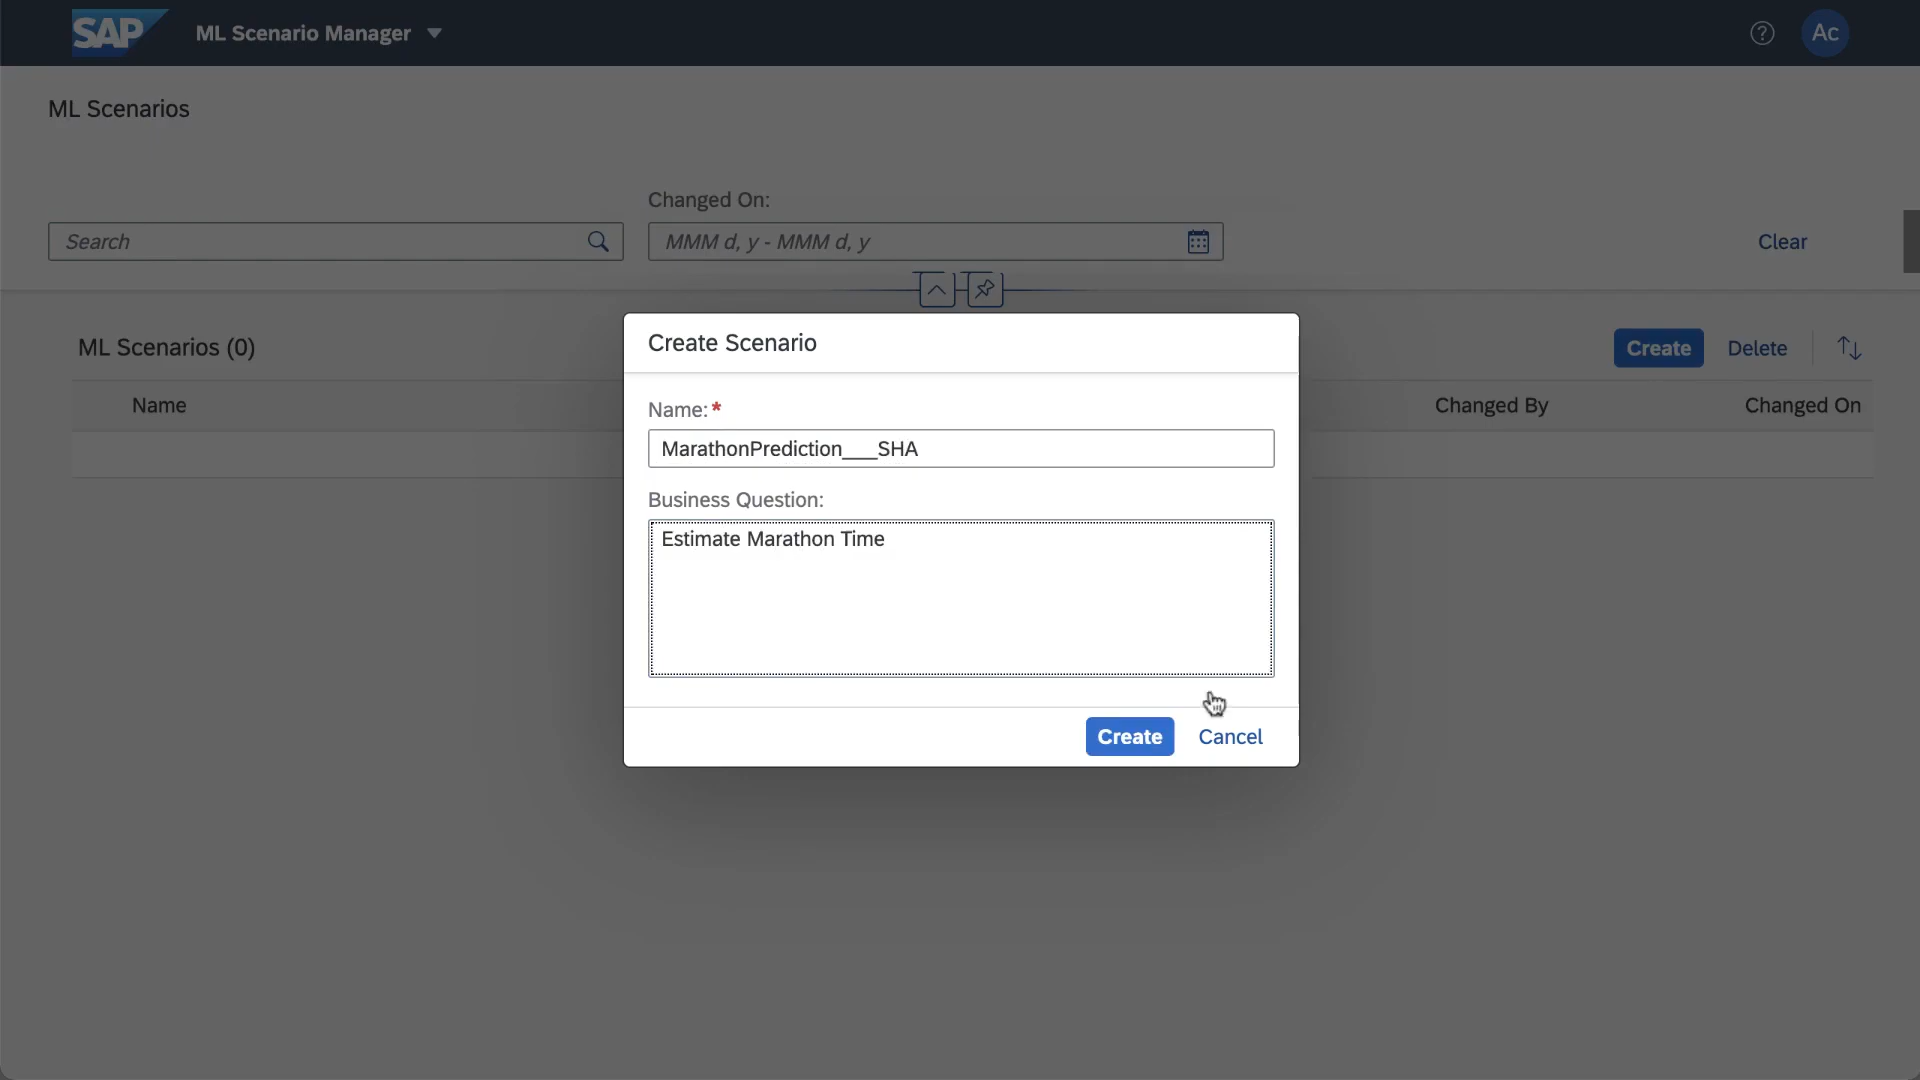 SAP ML Scenario Manager Ac
ML Scenarios
Changed On:
Search MMM d, y - MMM d, y Clear
ML Scenarios (0) Create Delete
Name Changed By Changed On
Create Scenario
Name:*
MarathonPrediction___SHA
Business Question:
Estimate Marathon Time
Create Cancel